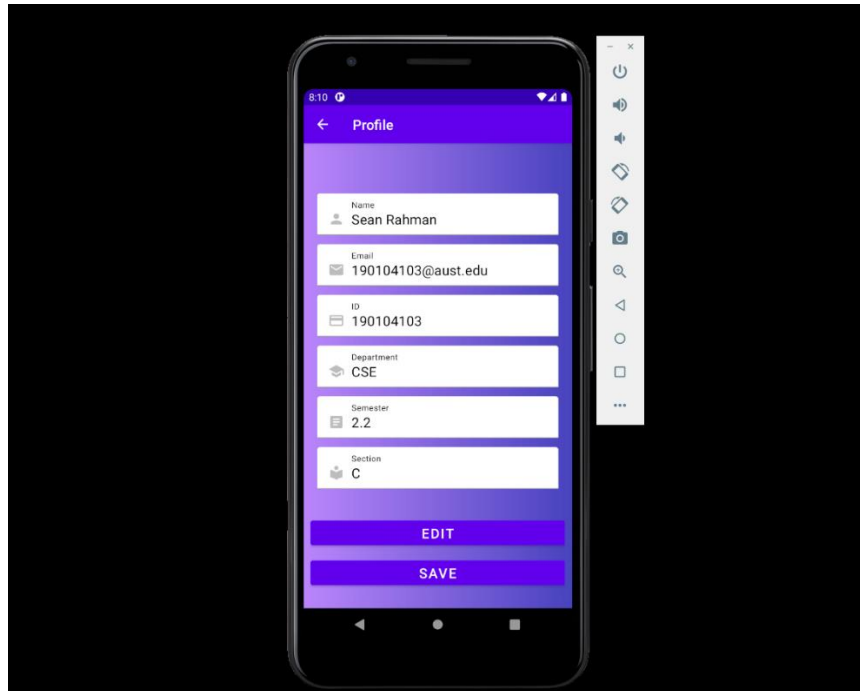 8:10
Profile
Name
Sean Rahman
Email
190104103@aust.edu
ID
190104103
Department
CSE
Semester
2.2
Section
C
EDIT
SAVE